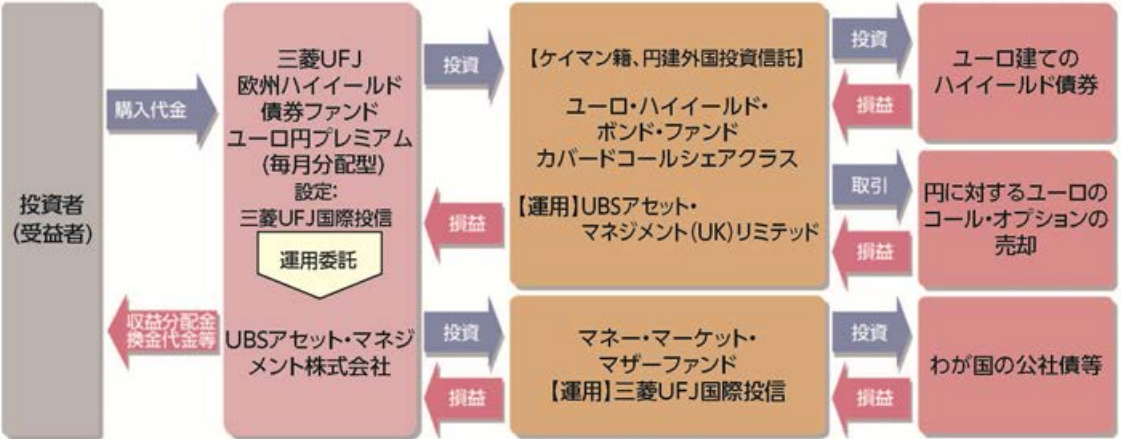 投資者
(受益者)
購入代金
収益分配金
換金代金等
三菱UFJ
欧州ハイイールド
債券ファンド
ユーロ円プレミアム
(毎月分配型)
設定:
三菱UFJ国際投信
運用委託
UBSアセット・マネジ
メント株式会社
投資
損益
投資
損益
【ケイマン籍、円建外国投資信託】
ユーロ・ハイイールド・
ボンド・ファンド
カバードコールシェアクラス
【運用】UBSアセット・
マネジメント(UK)リミテッド
マネー・マーケット・
マザーファンド
【運用】三菱UFJ国際投信
投資
損益
取引
損益
投資
損益
ユーロ建ての
ハイイールド債券
円に対するユーロの
コール・オプションの
売却
わが国の公社債等